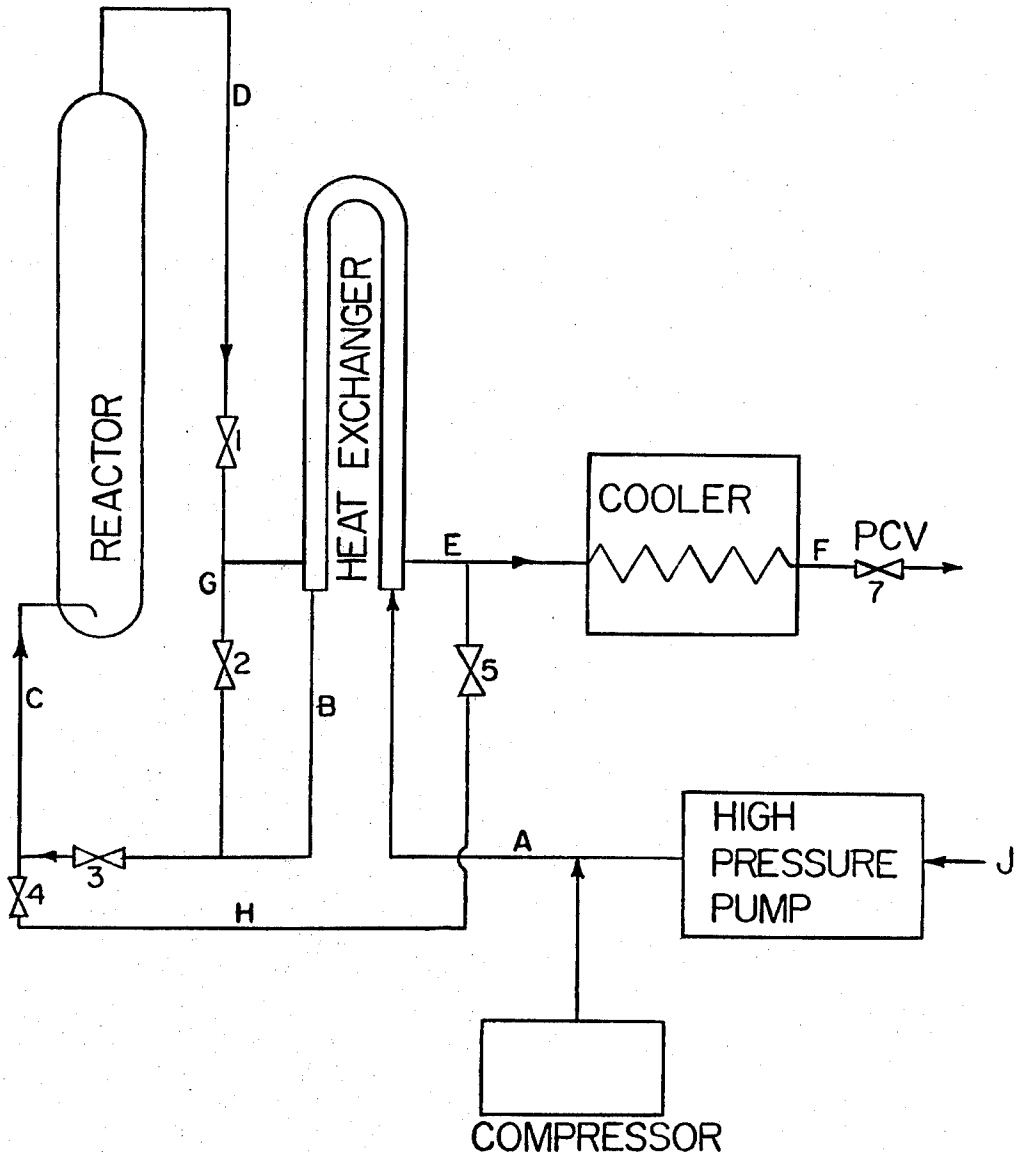 D
1
REACTOR
HEAT EXCHANGER
COOLER
E
F
PCV
7
G
2
5
C
B
A
HIGH
PRESSURE
PUMP
J
3
4
H
COMPRESSOR